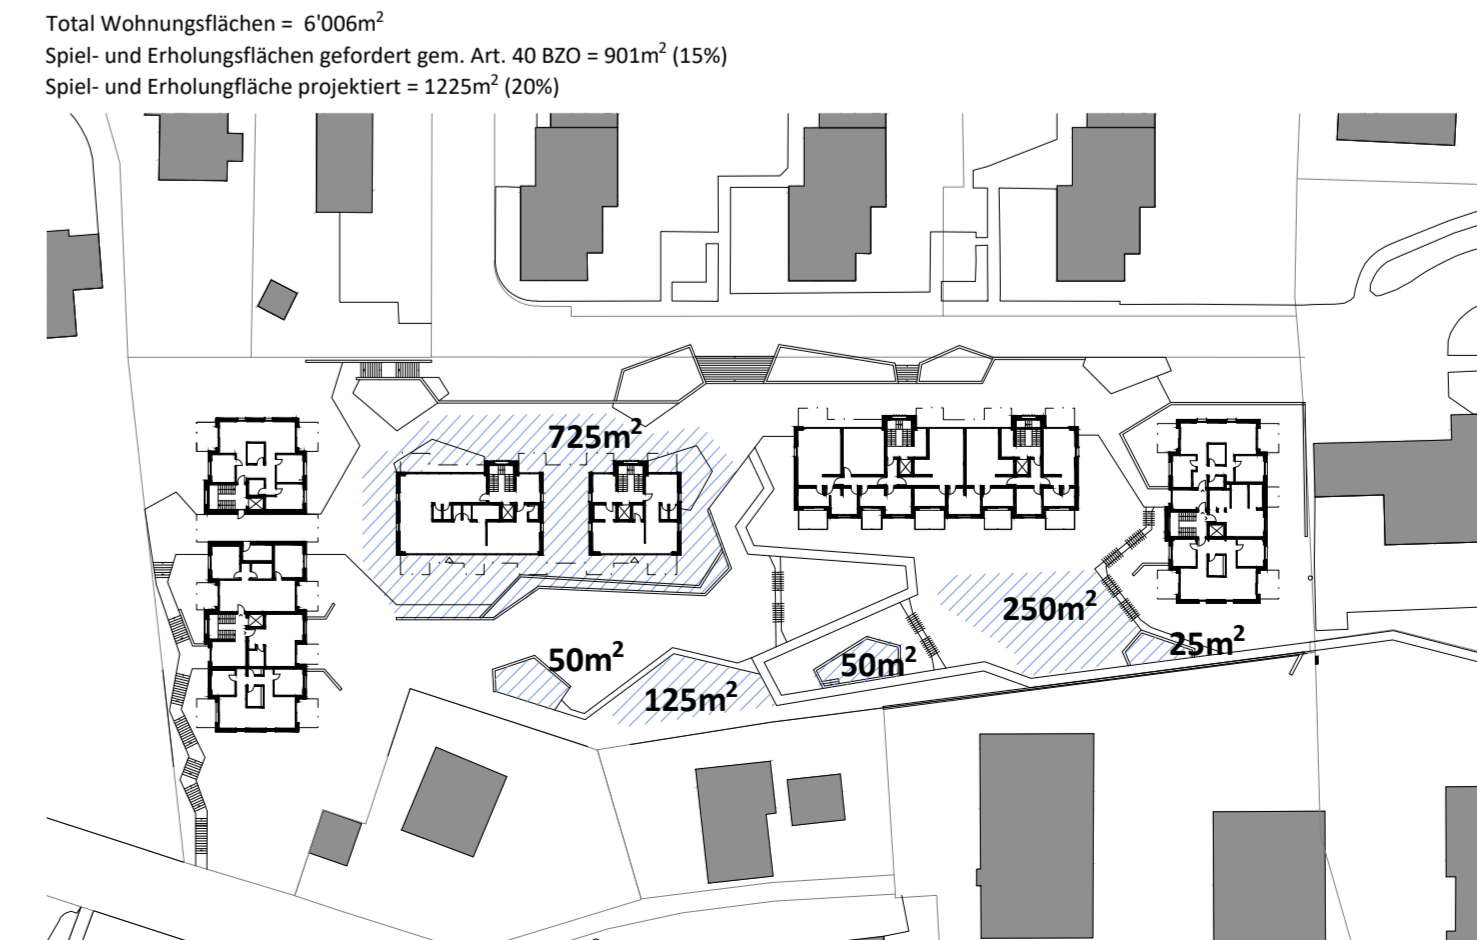 Total Wohnungsflächen = 6'006m²
Spiel- und Erholungsflächen gefordert gem. Art. 40 BZO = 901m² (15%)
Spiel- und Erholungfläche projektiert = 1225m² (20%)
725m²
250m²
50m²
50m²
25m²
125m²